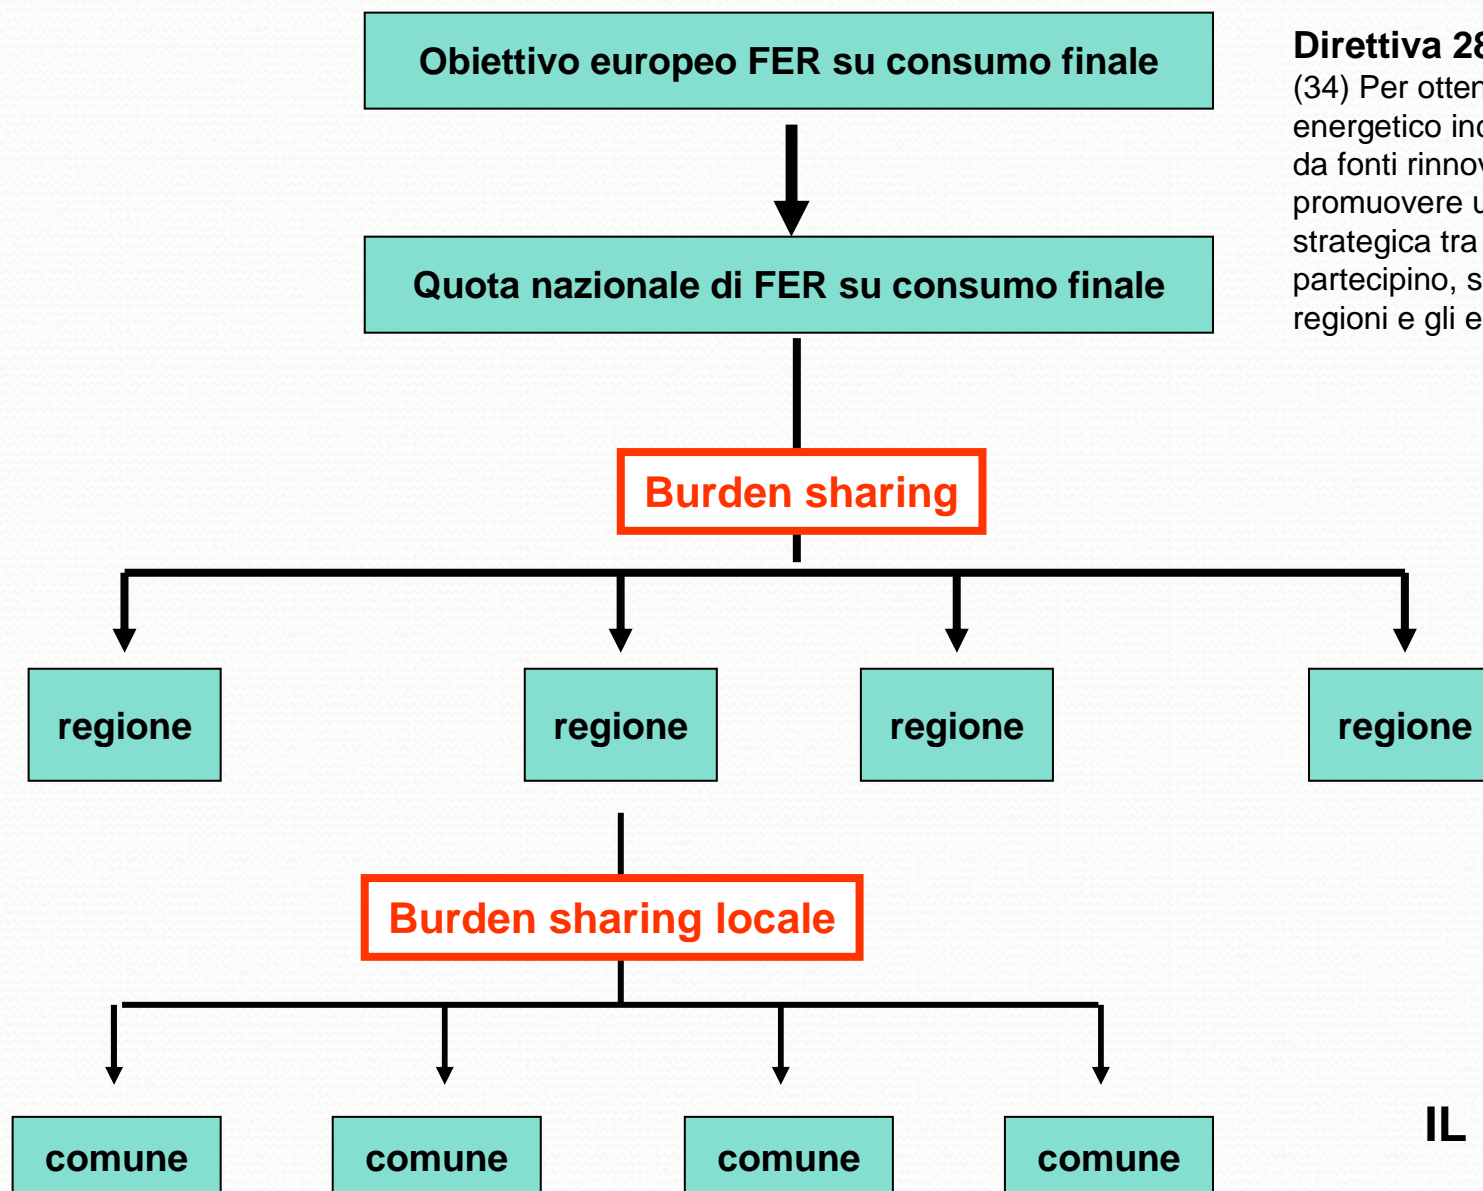 Obiettivo europeo FER su consumo finale
Quota nazionale di FER su consumo finale
Direttiva 28
(34) Per otten
energetico inc
da fonti rinnov
promuovere u
strategica tra
partecipino, s
regioni e gli e
Burden sharing
regione
regione
regione
regione
Burden sharing locale
comune
comune
comune
comune
IL